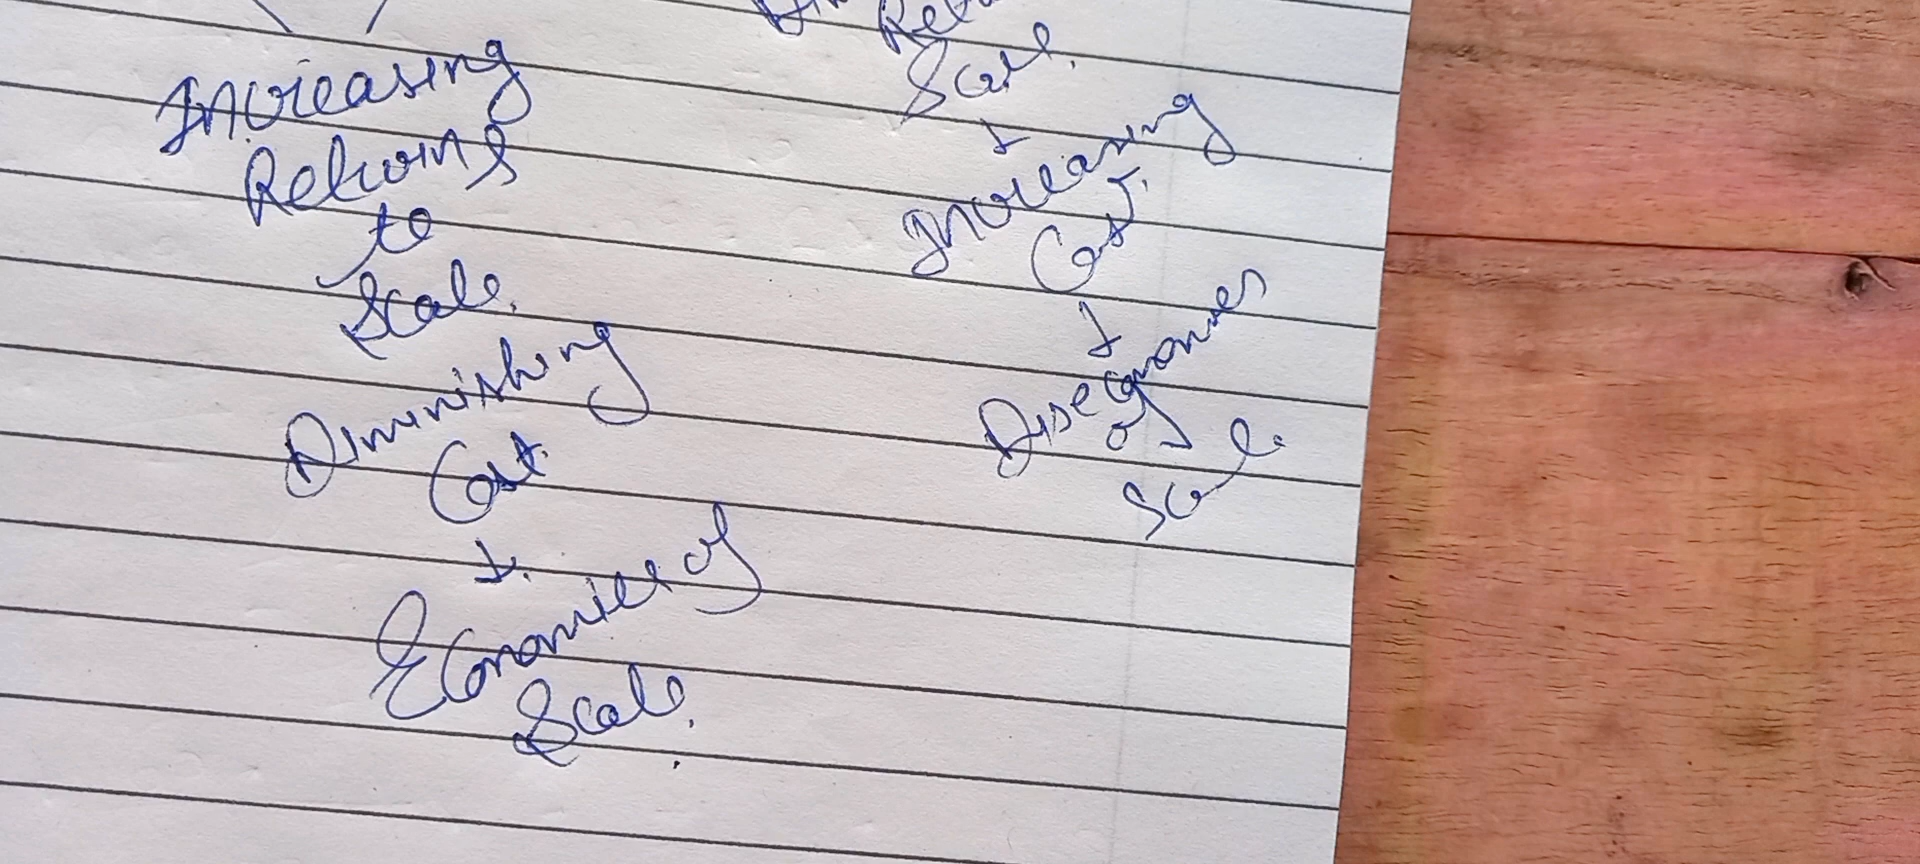 Increasing
Returns
to
Scale.
Diminishing
Cost.
↓.
Economies of
Scale.
Scale.
↓
Increasing
Cost.
↓
Diseconomies
of
Scale.